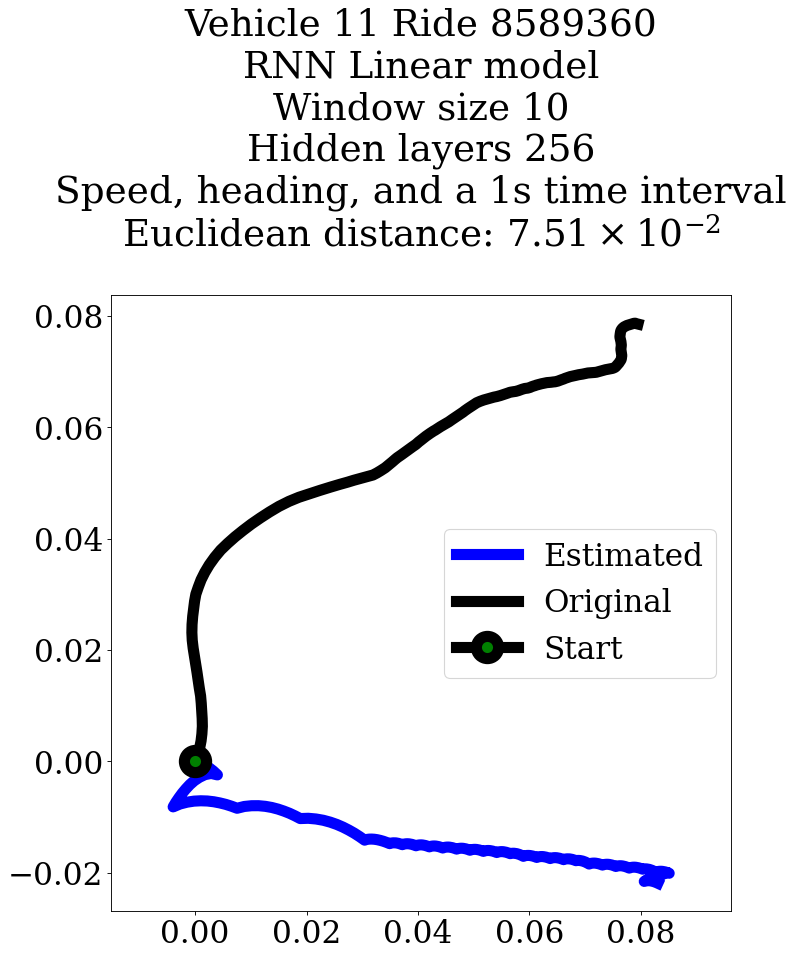 Vehicle 11 Ride 8589360
RNN Linear model
Window size 10
Hidden layers 256
Speed, heading, and a 1s time interval
Euclidean distance: 7.51 × 10⁻²
0.08
0.06
0.04
0.02
0.00
−0.02
Estimated
Original
Start
0.00 0.02 0.04 0.06 0.08